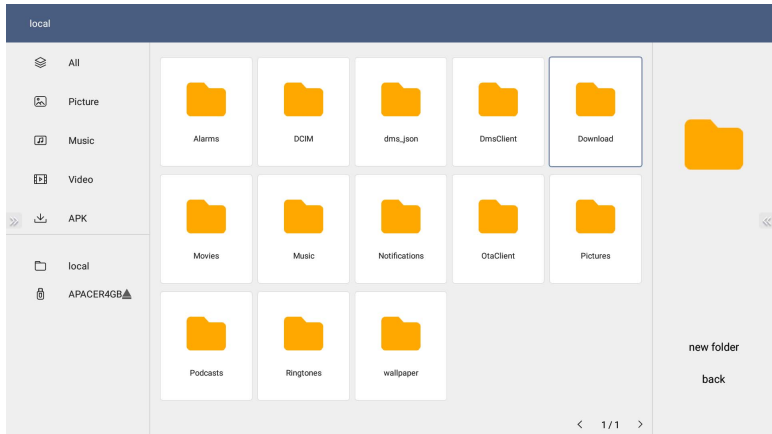 local
All
Picture
Music
Video
APK
local
APACER4GB
Alarms
DCIM
dms_json
DmsClient
Download
Movies
Music
Notifications
OtaClient
Pictures
Podcasts
Ringtones
wallpaper
1/1
new folder
back